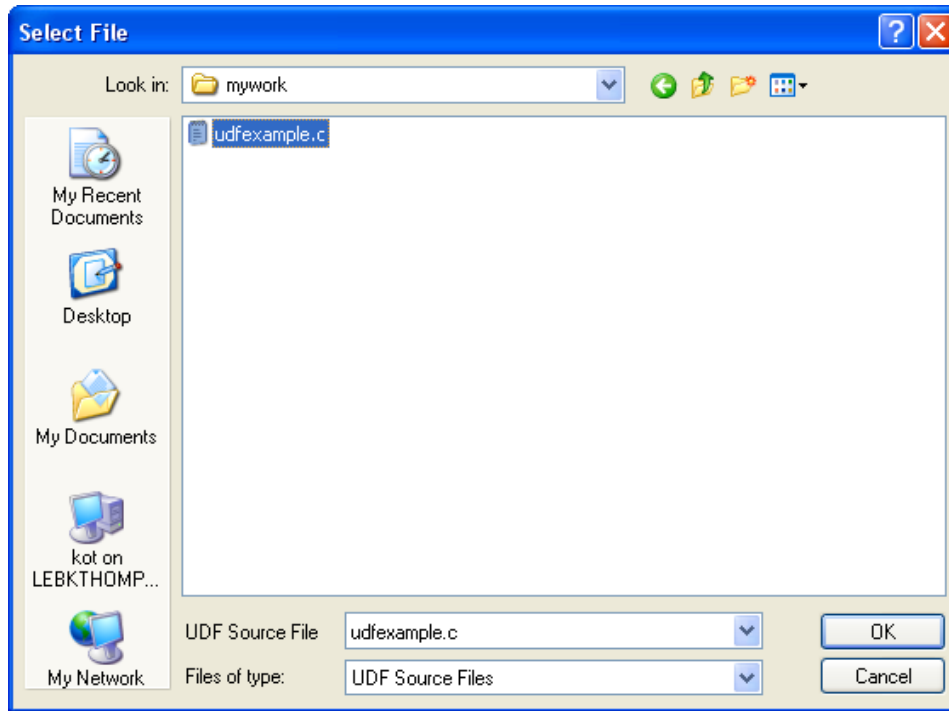 Select File
Look in:
mywork
udfexample.c
My Recent
Documents
Desktop
My Documents
kot on
LEBKTHOMP...
My Network
UDF Source File
udfexample.c
OK
Files of type:
UDF Source Files
Cancel